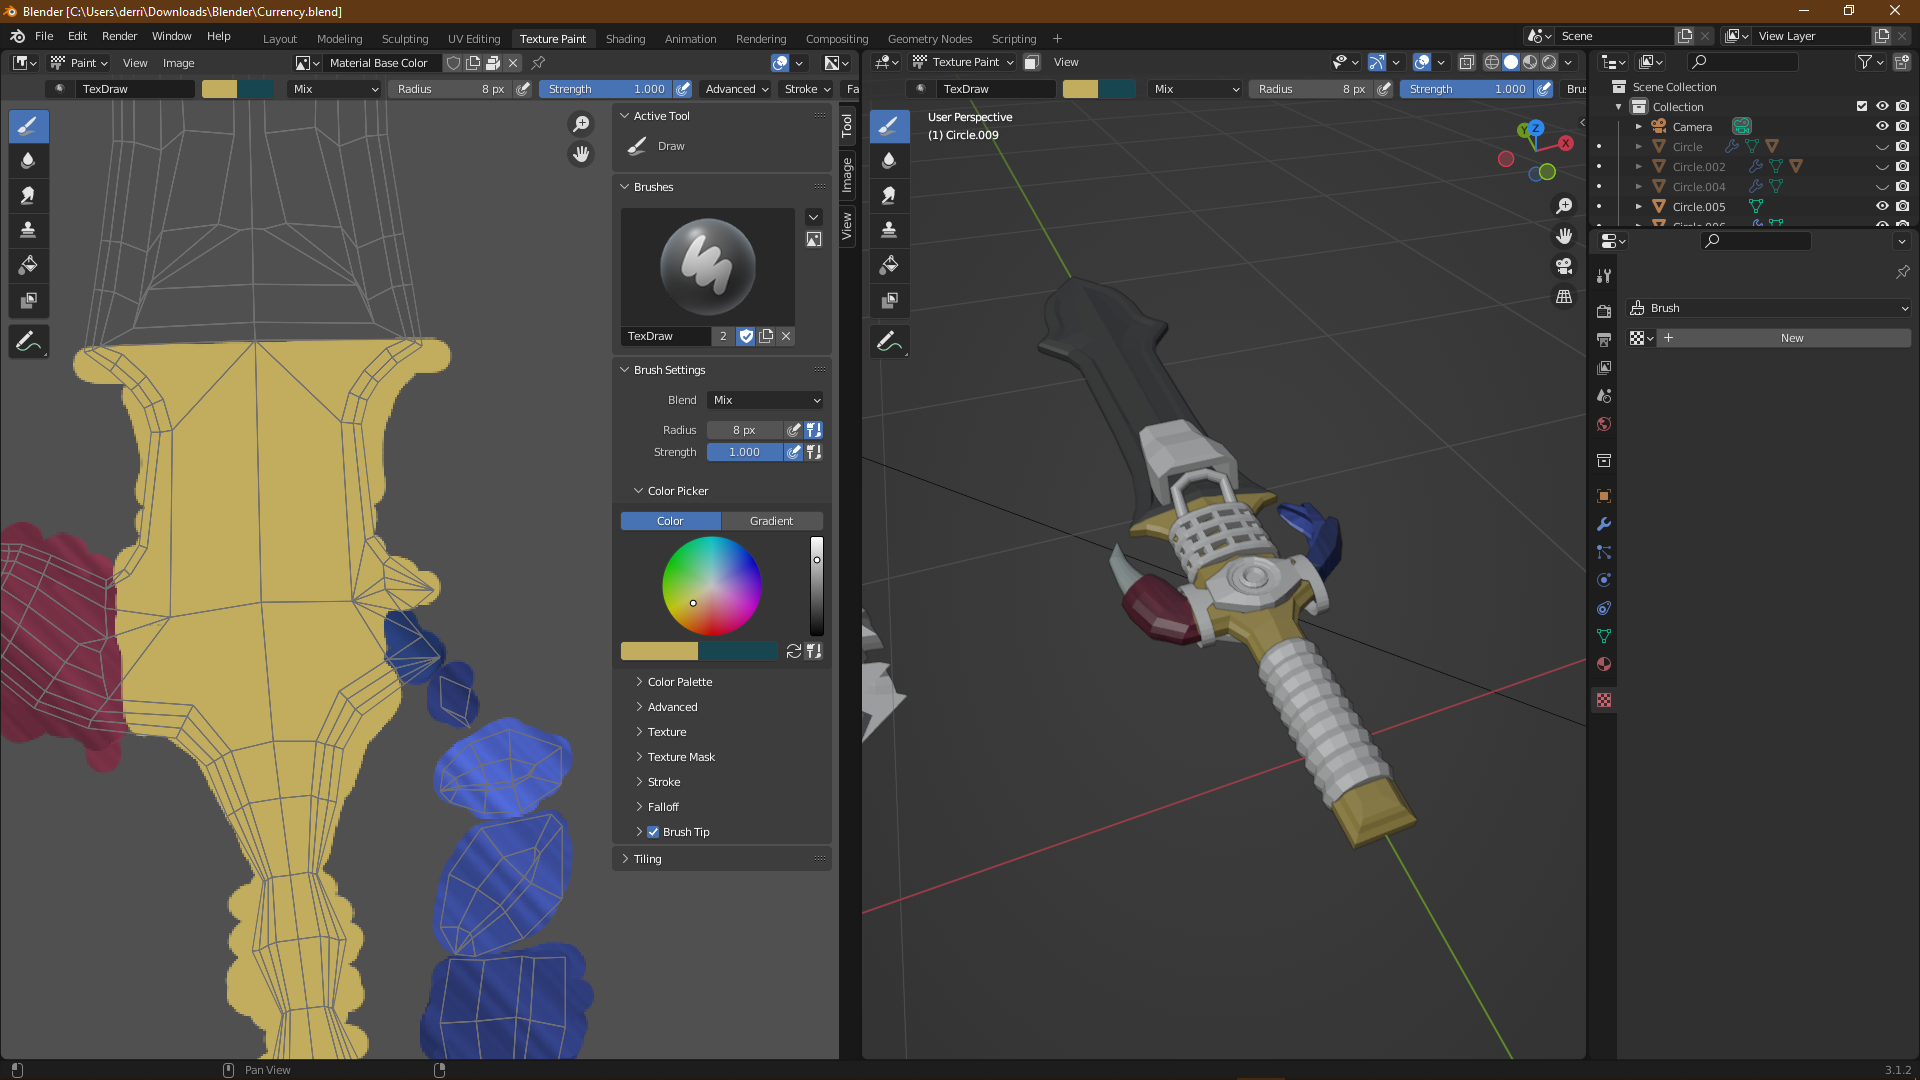 Blender [C:\Users\derri\Downloads\Blender\Currency.blend]
File Edit Render Window Help
Layout Modeling Sculpting UV Editing Texture Paint Shading Animation Rendering Compositing Geometry Nodes Scripting +
Scene
View Layer
Paint View Image
Material Base Color
Texture Paint View
TexDraw Mix Radius 8 px Strength 1.000 Advanced Stroke Fa
TexDraw Mix Radius 8 px Strength 1.000 Brus
Active Tool
Draw
Brushes
TexDraw 2
Brush Settings
Blend Mix
Radius 8 px
Strength 1.000
Color Picker
Color Gradient
Color Palette
Advanced
Texture
Texture Mask
Stroke
Falloff
Brush Tip
Tiling
Tool
Image
View
User Perspective
(1) Circle.009
Z
Y
X
Scene Collection
Collection
Camera
Circle
Circle.002
Circle.004
Circle.005
Circle.006
Brush
+ New
Pan View
3.1.2